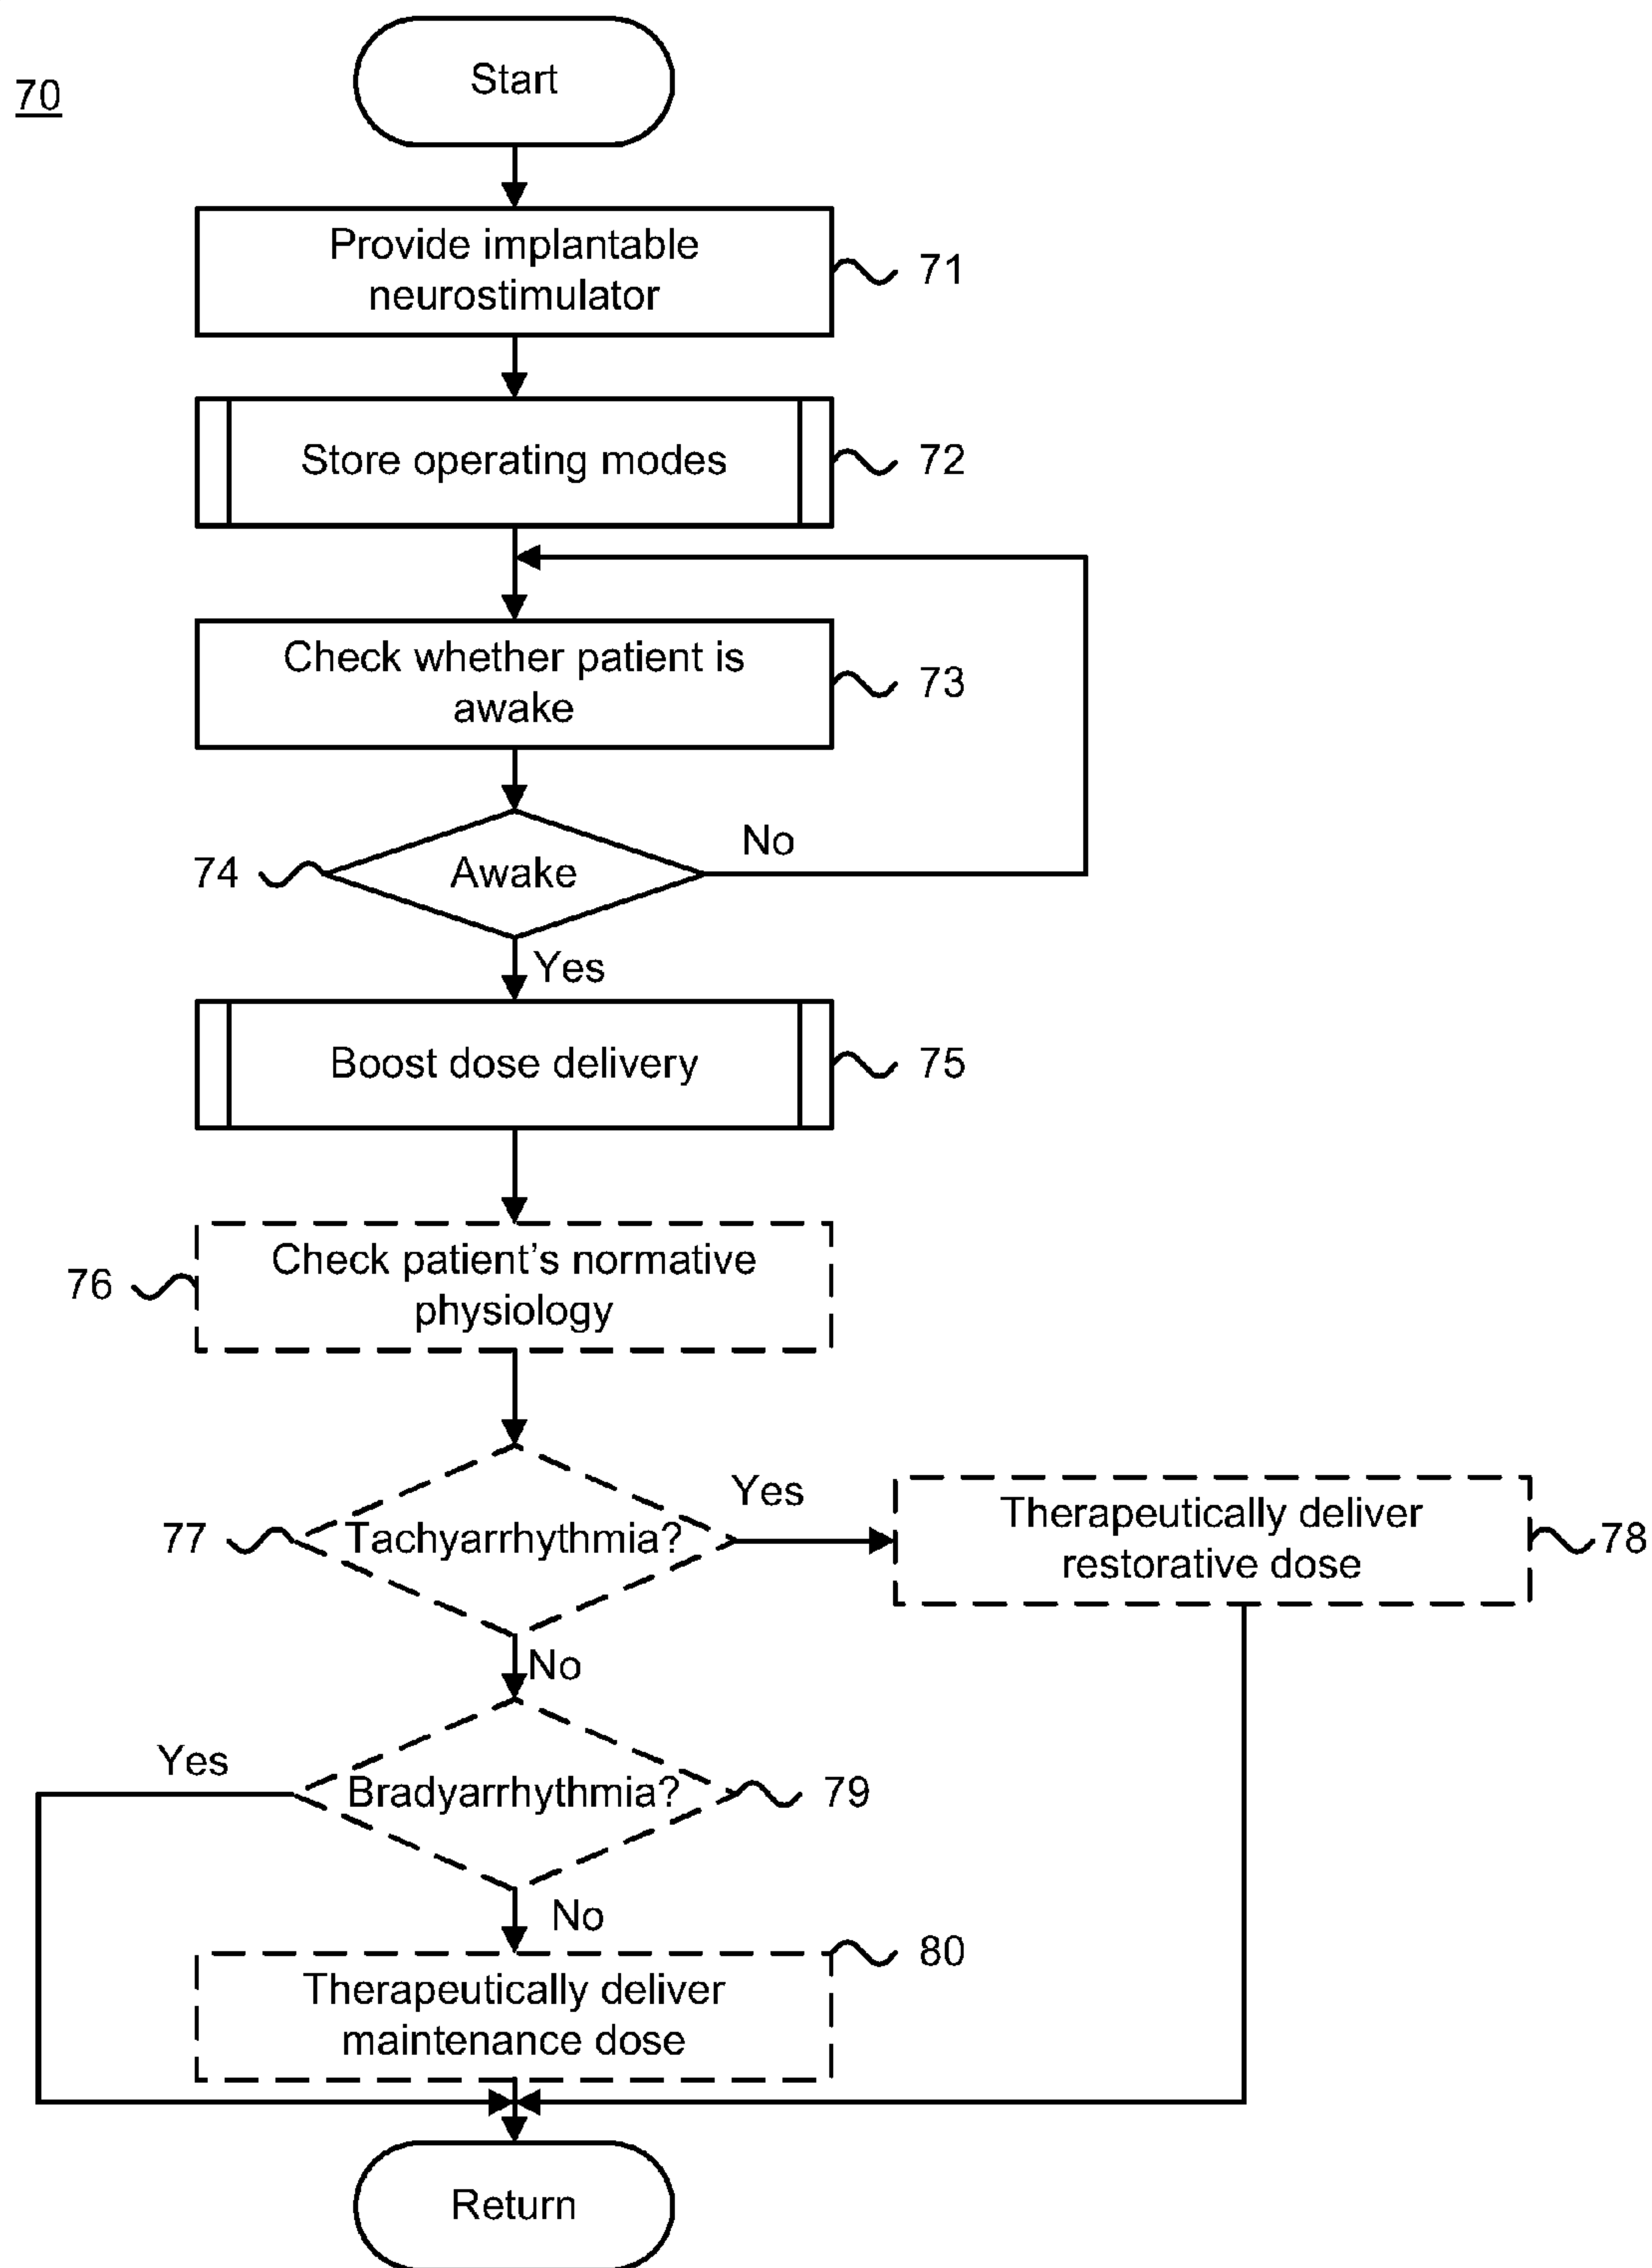 70
Start
Provide implantable
neurostimulator
71
Store operating modes
72
Check whether patient is
awake
73
74
Awake
No
Yes
Boost dose delivery
75
76
Check patient's normative
physiology
77
Tachyarrhythmia?
Yes
Therapeutically deliver
restorative dose
78
No
Yes
Bradyarrhythmia?
79
No
80
Therapeutically deliver
maintenance dose
Return